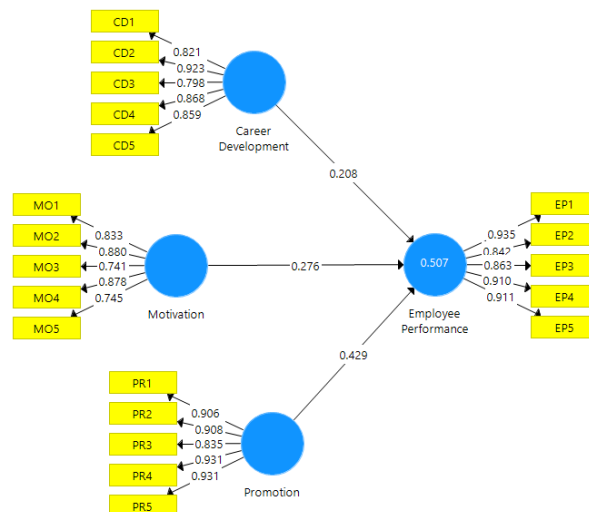 CD1
CD2
CD3
CD4
CD5
0.821
0.923
0.798
0.868
0.859
Career
Development
0.208
MO1
MO2
MO3
MO4
MO5
0.833
0.880
0.741
0.878
0.745
Motivation
0.276
0.507
Employee
Performance
0.935
0.842
0.863
0.910
0.911
EP1
EP2
EP3
EP4
EP5
0.429
PR1
PR2
PR3
PR4
PR5
0.906
0.908
0.835
0.931
0.931
Promotion